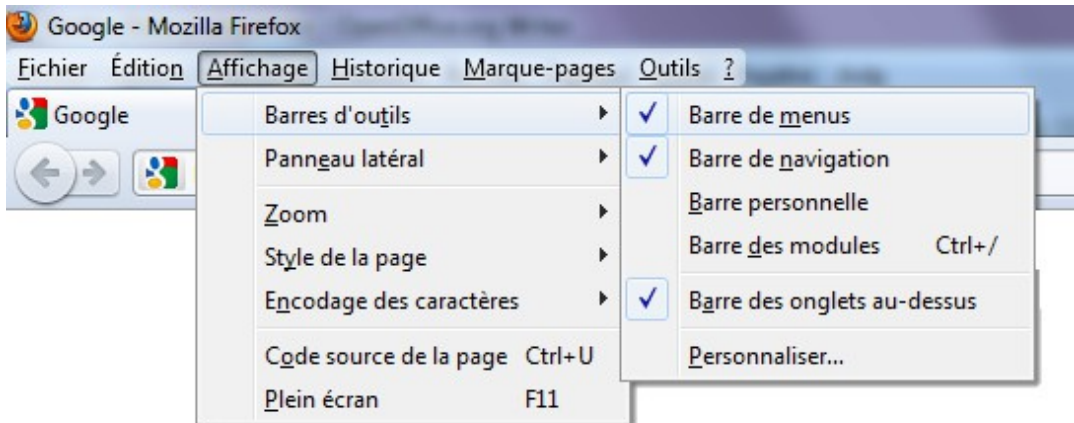 Google - Mozilla Firefox
Fichier Édition Affichage Historique Marque-pages Outils ?
Google
Barres d'outils
Panneau latéral
Zoom
Style de la page
Encodage des caractères
Code source de la page Ctrl+U
Plein écran F11
Barre de menus
Barre de navigation
Barre personnelle
Barre des modules Ctrl+/
Barre des onglets au-dessus
Personnaliser...